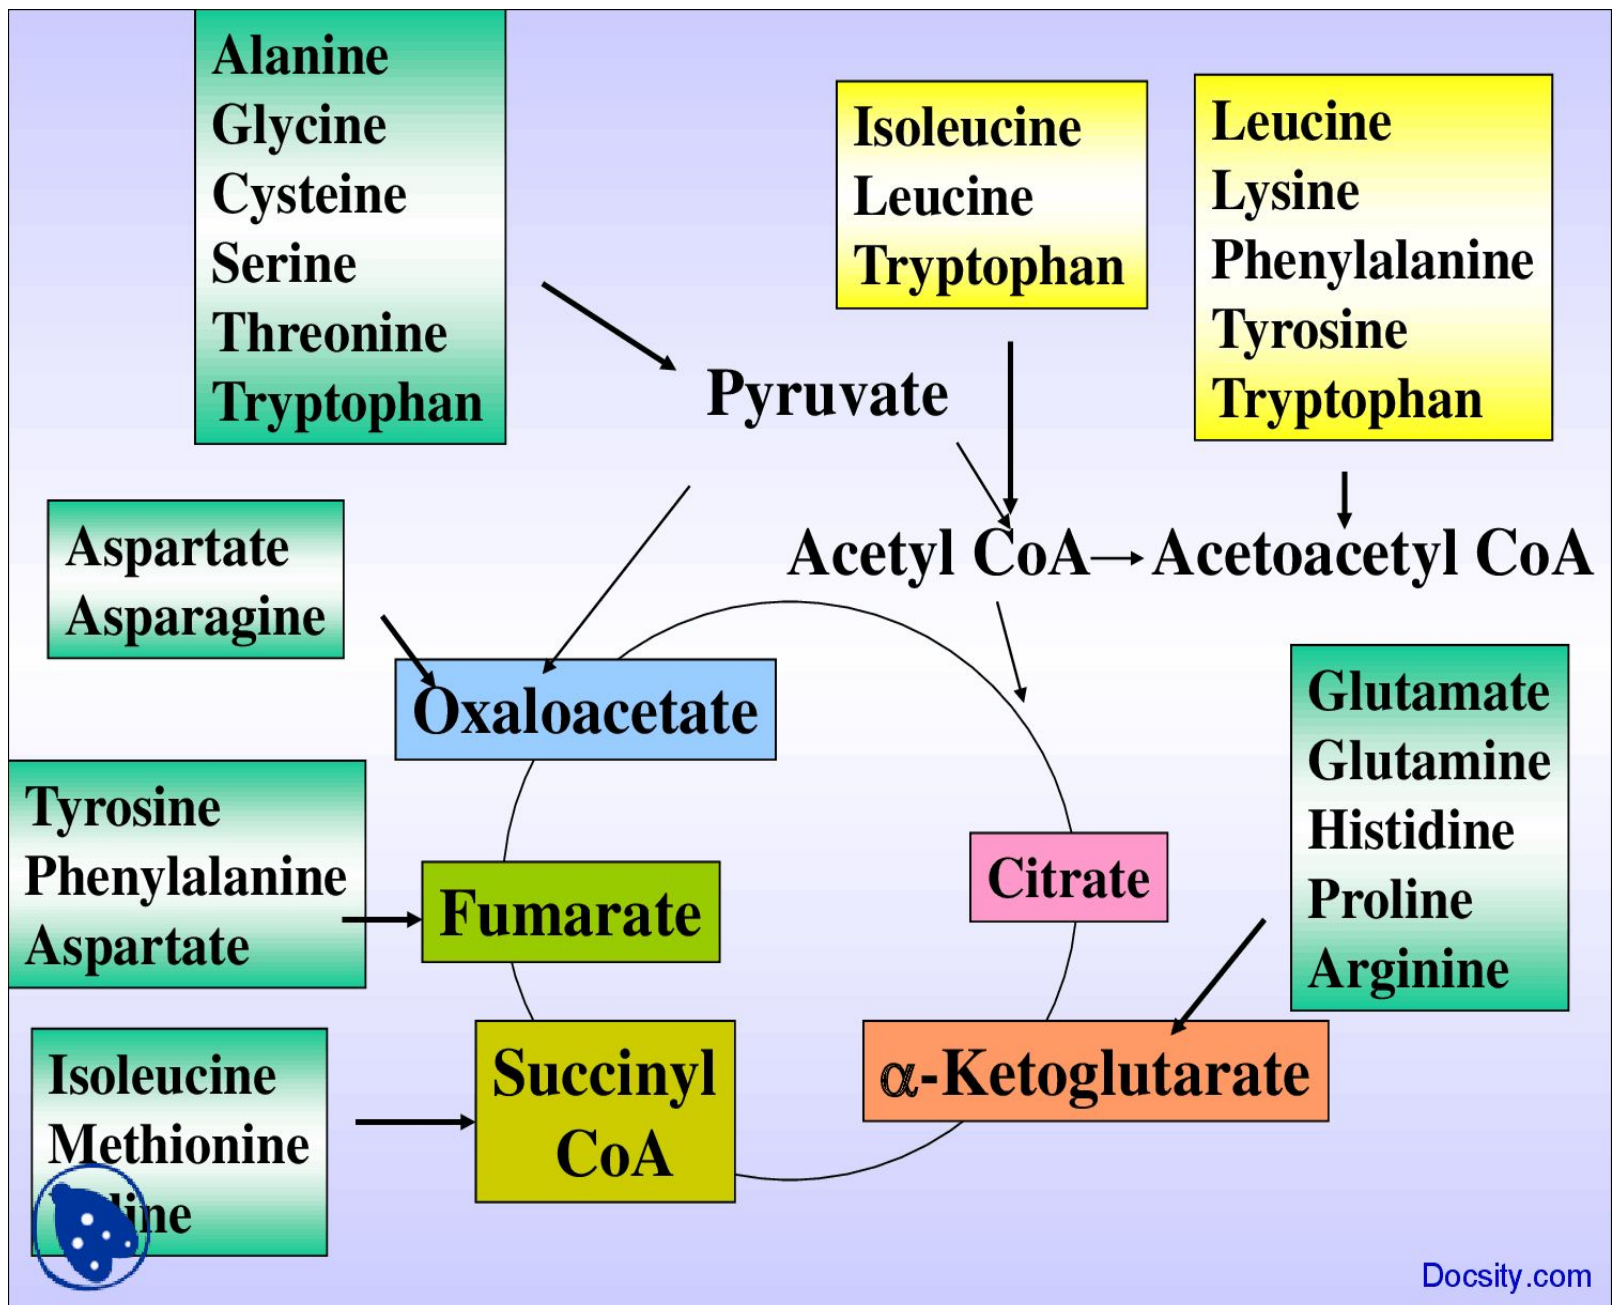 Alanine
Glycine
Cysteine
Serine
Threonine
Tryptophan
Isoleucine
Leucine
Tryptophan
Leucine
Lysine
Phenylalanine
Tyrosine
Tryptophan
Pyruvate
Aspartate
Asparagine
Acetyl CoA
Acetoacetyl CoA
Oxaloacetate
Glutamate
Glutamine
Histidine
Proline
Arginine
Tyrosine
Phenylalanine
Aspartate
Fumarate
Citrate
Isoleucine
Methionine
Succinyl
CoA
α-Ketoglutarate
Docsity.com